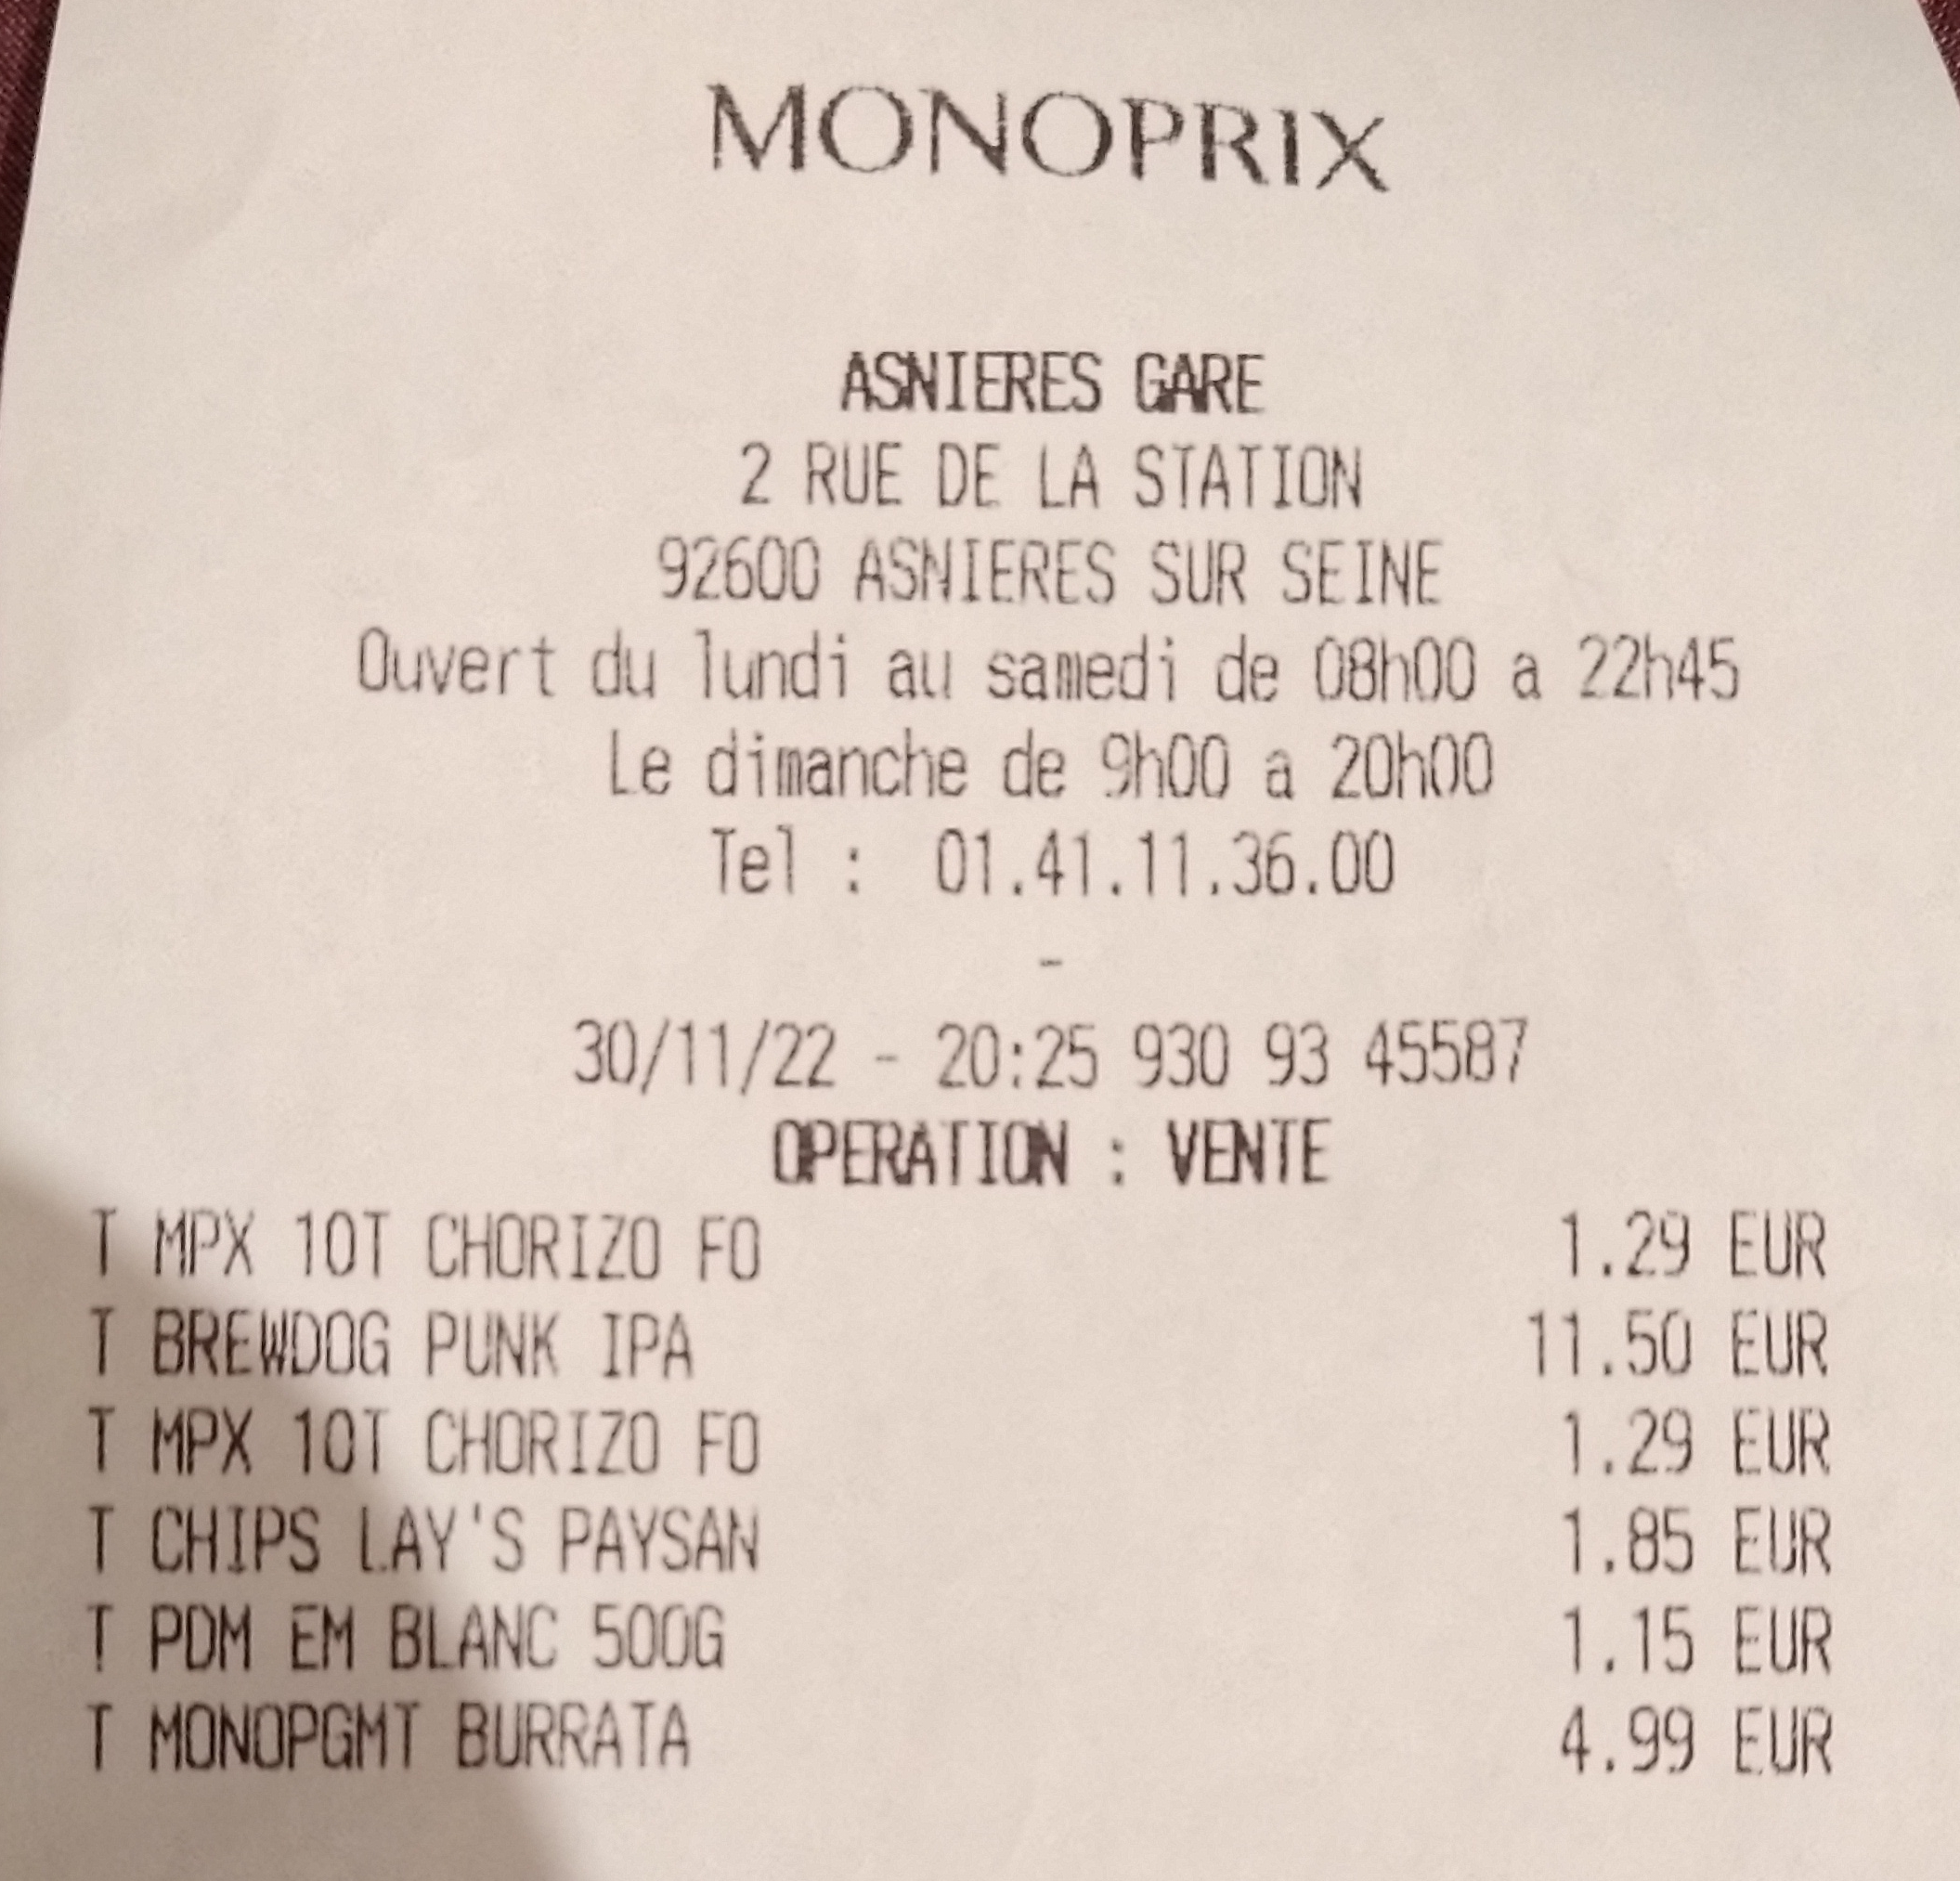 MONOPRIX
ASNIERES GARE
2 RUE DE LA STATION
92600 ASNIERES SUR SEINE
Ouvert du lundi au samedi de 08h00 a 22h45
Le dimanche de 9h00 a 20h00
Tel :  01.41.11.36.00
-
30/11/22 - 20:25 930 93 45587
OPERATION : VENTE
T MPX 10T CHORIZO FO 1.29 EUR
T BREWDOG PUNK IPA 11.50 EUR
T MPX 10T CHORIZO FO 1.29 EUR
T CHIPS LAY'S PAYSAN 1.85 EUR
T PDM EM BLANC 500G 1.15 EUR
T MONOPGMT BURRATA 4.99 EUR